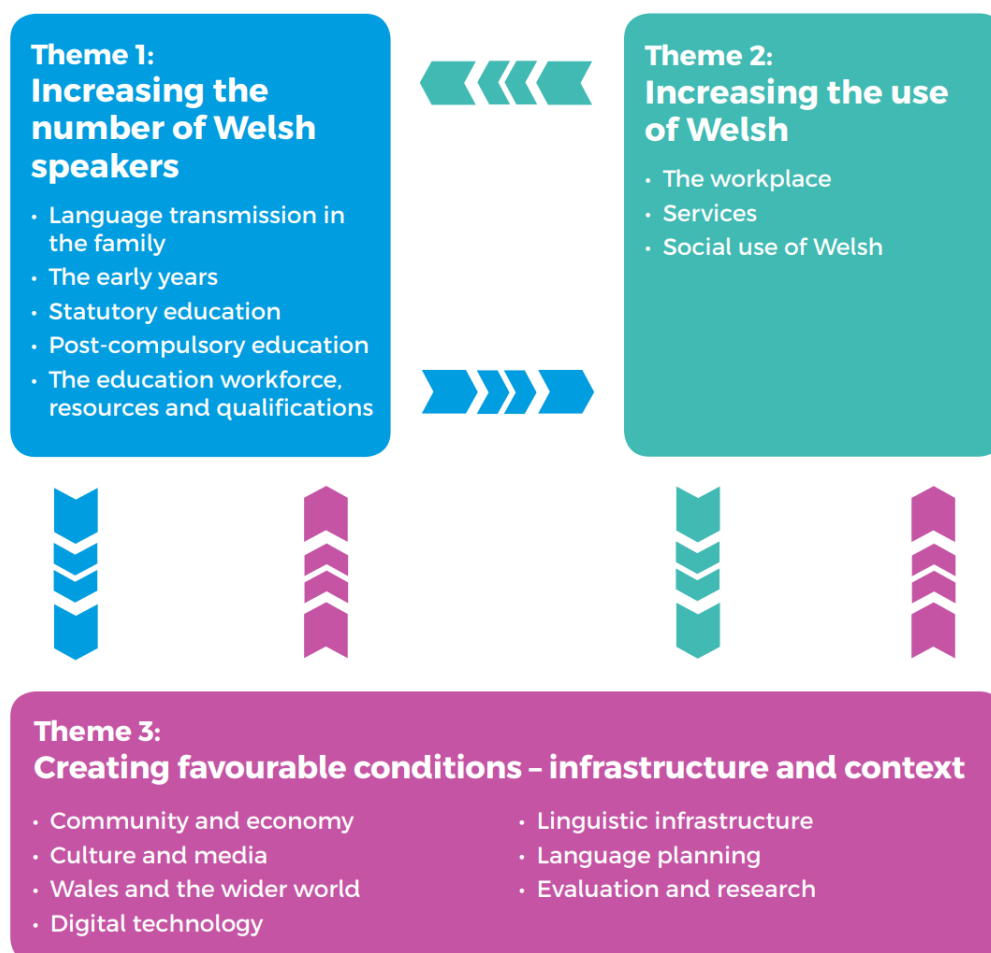 Theme 1:
Increasing the
number of Welsh
speakers
• Language transmission in
the family
• The early years
• Statutory education
• Post-compulsory education
• The education workforce,
resources and qualifications
Theme 2:
Increasing the use
of Welsh
• The workplace
• Services
• Social use of Welsh
Theme 3:
Creating favourable conditions – infrastructure and context
• Community and economy
• Culture and media
• Wales and the wider world
• Digital technology
• Linguistic infrastructure
• Language planning
• Evaluation and research